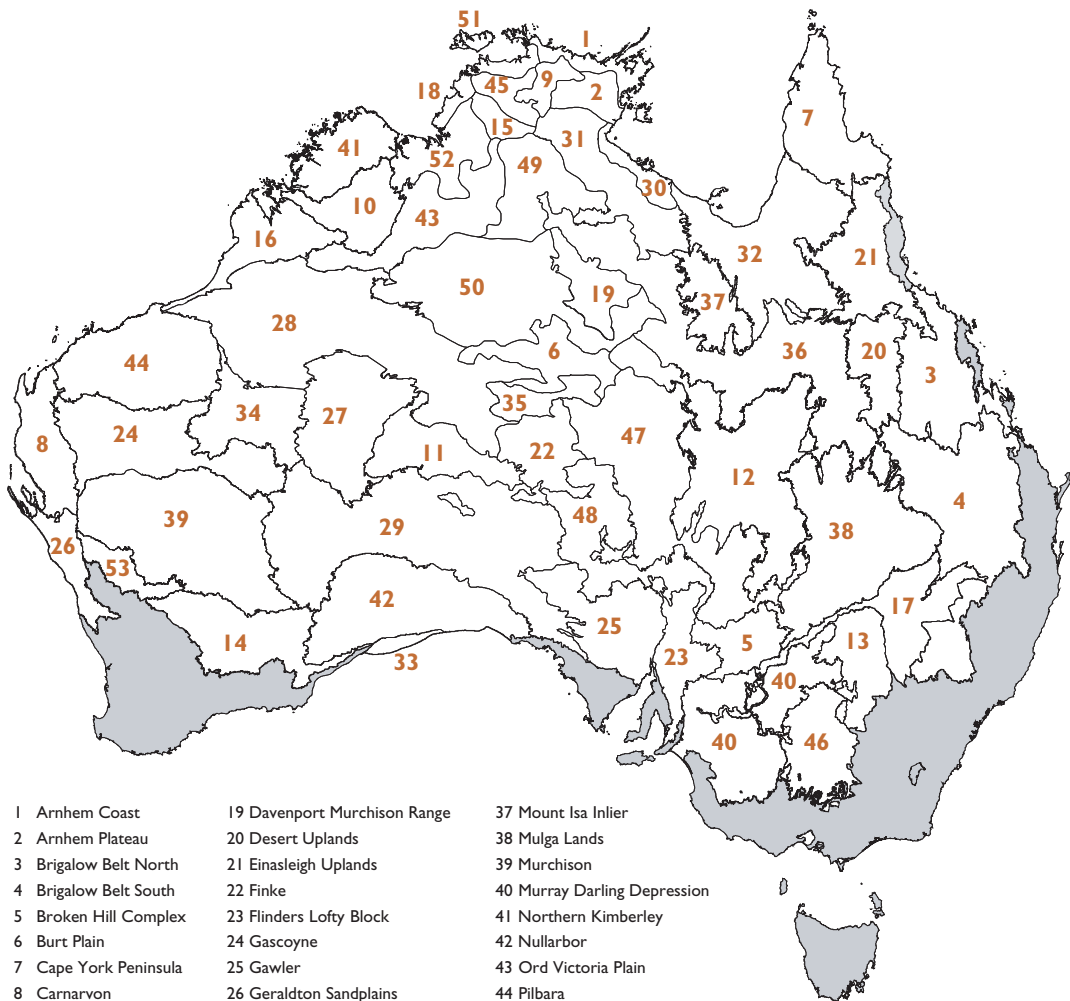 51
1
18
45
9
2
7
15
31
41
52
49
30
10
43
16
32
21
50
19
37
28
6
36
20
44
3
35
34
27
24
47
8
11
22
12
4
39
48
29
38
26
53
42
17
25
14
5
13
23
33
40
40
46
1 Arnhem Coast
2 Arnhem Plateau
3 Brigalow Belt North
4 Brigalow Belt South
5 Broken Hill Complex
6 Burt Plain
7 Cape York Peninsula
8 Carnarvon
19 Davenport Murchison Range
20 Desert Uplands
21 Einasleigh Uplands
22 Finke
23 Flinders Lofty Block
24 Gascoyne
25 Gawler
26 Geraldton Sandplains
37 Mount Isa Inlier
38 Mulga Lands
39 Murchison
40 Murray Darling Depression
41 Northern Kimberley
42 Nullarbor
43 Ord Victoria Plain
44 Pilbara